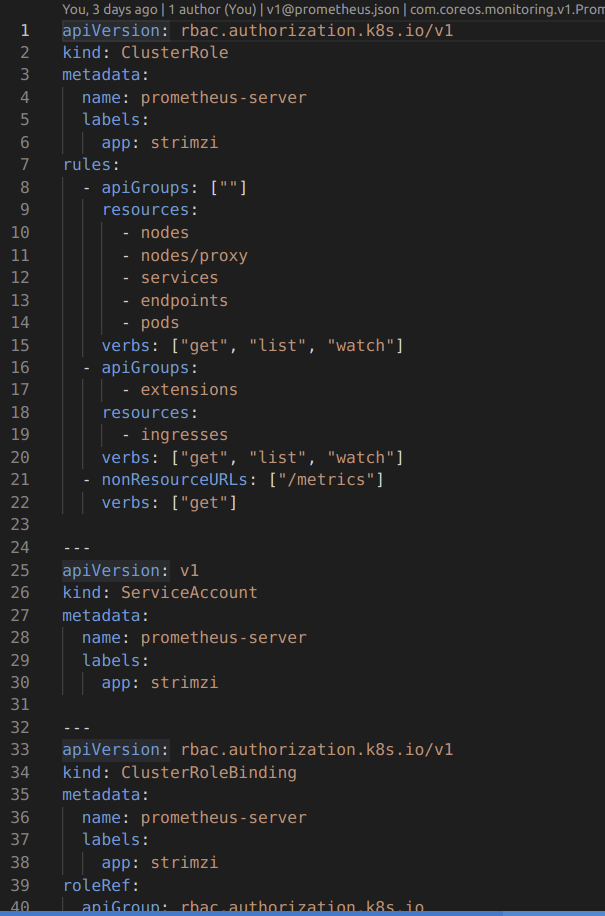 You, 3 days ago | 1 author (You) | v1@prometheus.json | com.coreos.monitoring.v1.Prom
1 apiVersion: rbac.authorization.k8s.io/v1
2 kind: ClusterRole
3 metadata:
4   name: prometheus-server
5   labels:
6     app: strimzi
7 rules:
8   - apiGroups: [""]
9     resources:
10       - nodes
11       - nodes/proxy
12       - services
13       - endpoints
14       - pods
15     verbs: ["get", "list", "watch"]
16   - apiGroups:
17       - extensions
18     resources:
19       - ingresses
20     verbs: ["get", "list", "watch"]
21   - nonResourceURLs: ["/metrics"]
22     verbs: ["get"]
23
24 ---
25 apiVersion: v1
26 kind: ServiceAccount
27 metadata:
28   name: prometheus-server
29   labels:
30     app: strimzi
31
32 ---
33 apiVersion: rbac.authorization.k8s.io/v1
34 kind: ClusterRoleBinding
35 metadata:
36   name: prometheus-server
37   labels:
38     app: strimzi
39 roleRef:
40   apiGroup: rbac.authorization.k8s.io